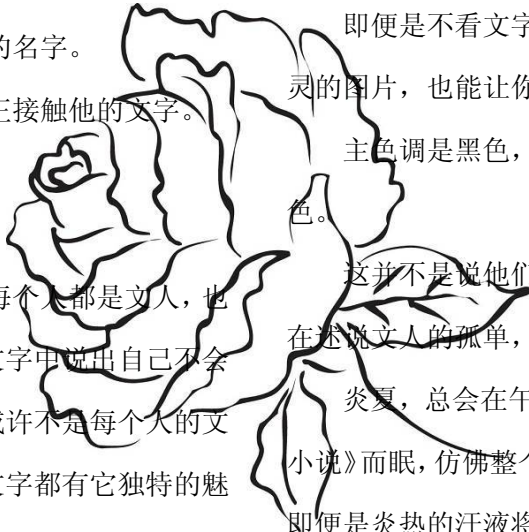 的名字。
正接触他的文字。
每个人都是文人，也
文字中说出自己不会
或许不是每个人的文
文字都有它独特的魅
即便是不看文字
灵的图片，也能让你
主色调是黑色，
色。
这并不是说他们
在述说文人的孤单，
炎夏，总会在午
小说》而眠，仿佛整个
即便是炎热的汗液将